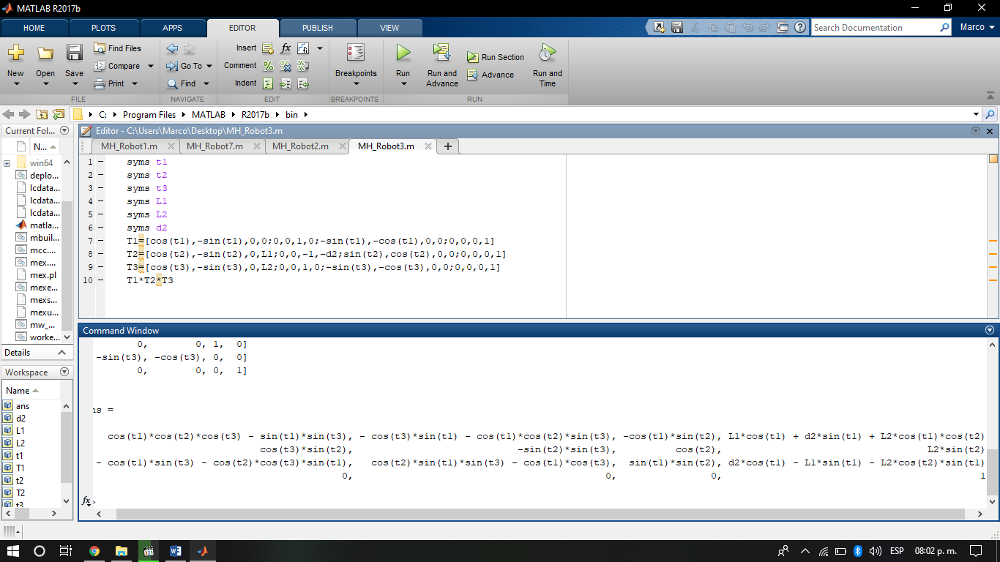 MATLAB R2017b
HOME PLOTS APPS EDITOR PUBLISH VIEW Search Documentation Marco
New Open Save Find Files Compare Print
Go To Find
Insert fx
Comment
Indent
Breakpoints Run Run and Advance Run Section Advance Run and Time
FILE NAVIGATE EDIT BREAKPOINTS RUN
C: Program Files MATLAB R2017b bin
Current Fol...
N...
win64
deplo...
lcdata...
lcdata...
lcdata...
matla...
mbuil...
mcc....
mex....
mex.pl
mexe...
mexs...
mexu...
mw_...
worke...
Details
Workspace
Name
ans
d2
L1
L2
t1
T1
t2
T2
t3
Editor - C:\Users\Marco\Desktop\MH_Robot3.m
MH_Robot1.m MH_Robot7.m MH_Robot2.m MH_Robot3.m +
1 – syms t1
2 – syms t2
3 – syms t3
4 – syms L1
5 – syms L2
6 – syms d2
7 – T1=[cos(t1),-sin(t1),0,0;0,0,1,0;-sin(t1),-cos(t1),0,0;0,0,0,1]
8 – T2=[cos(t2),-sin(t2),0,L1;0,0,-1,-d2;sin(t2),cos(t2),0,0;0,0,0,1]
9 – T3=[cos(t3),-sin(t3),0,L2;0,0,1,0;-sin(t3),-cos(t3),0,0;0,0,0,1]
10 – T1*T2*T3
Command Window
0, 0, 1, 0]
-sin(t3), -cos(t3), 0, 0]
0, 0, 0, 1]
ns =
cos(t1)*cos(t2)*cos(t3) - sin(t1)*sin(t3), - cos(t3)*sin(t1) - cos(t1)*cos(t2)*sin(t3), -cos(t1)*sin(t2), L1*cos(t1) + d2*sin(t1) + L2*cos(t1)*cos(t2)
cos(t3)*sin(t2), -sin(t2)*sin(t3), cos(t2), L2*sin(t2)
- cos(t1)*sin(t3) - cos(t2)*cos(t3)*sin(t1), cos(t2)*sin(t1)*sin(t3) - cos(t1)*cos(t3), sin(t1)*sin(t2), d2*cos(t1) - L1*sin(t1) - L2*cos(t2)*sin(t1)
0, 0, 0, 1
fx >
ESP 08:02 p. m.